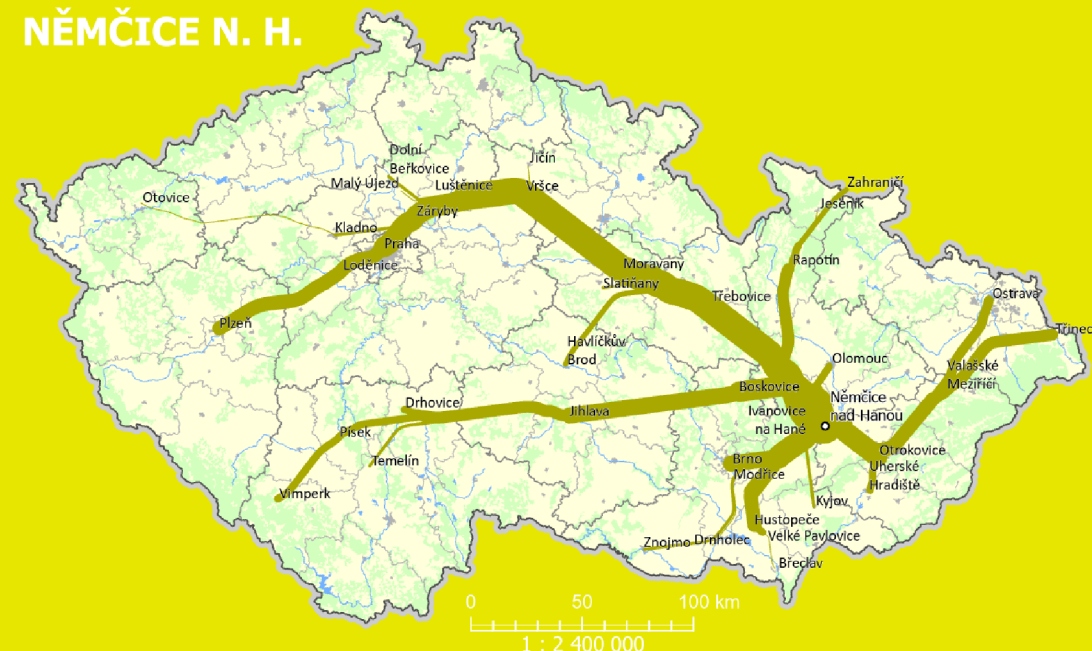 NĚMČICE N. H.
Dolní
Beřkovice
Jičín
Malý Újezd
Luštěnice
Vršce
Zahraničí
Otovice
Jeseník
Záryby
Kladno
Praha
Loděnice
Moravany
Rapotín
Slatiňany
Třebovice
Ostrava
Plzeň
Třinec
Havlíčkův
Brod
Olomouc
Valašské
Meziříčí
Boskovice
Drhovice
Jihlava
Němčice
nad Hanou
Ivanovice
na Hané
Písek
Otrokovice
Temelín
Brno
Uherské
Hradiště
Modřice
Vimperk
Kyjov
Hustopeče
Velké Pavlovice
Znojmo
Drnholec
Břeclav
0 50 100 km
1 : 2 400 000